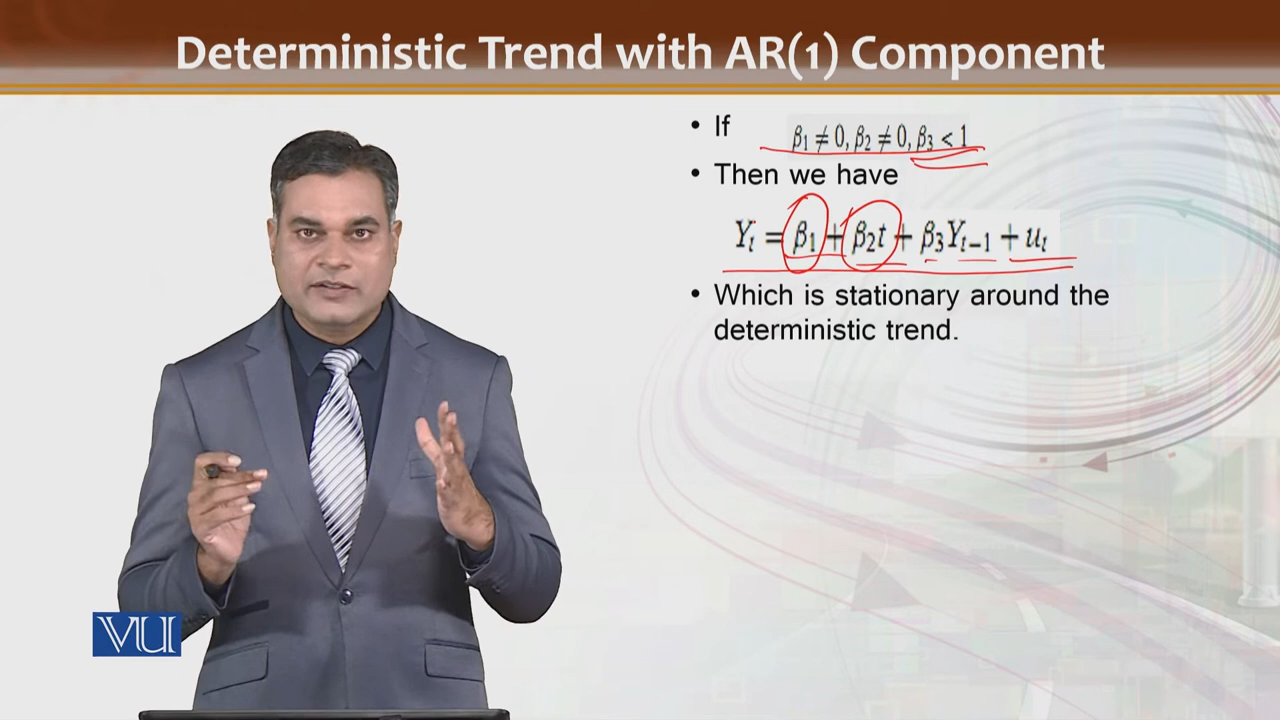 Deterministic Trend with AR(1) Component
• If β₁ ≠ 0, β₂ ≠ 0, β₃ < 1
• Then we have
Yₜ = β₁ + β₂t + β₃Yₜ₋₁ + uₜ
• Which is stationary around the
deterministic trend.
VU